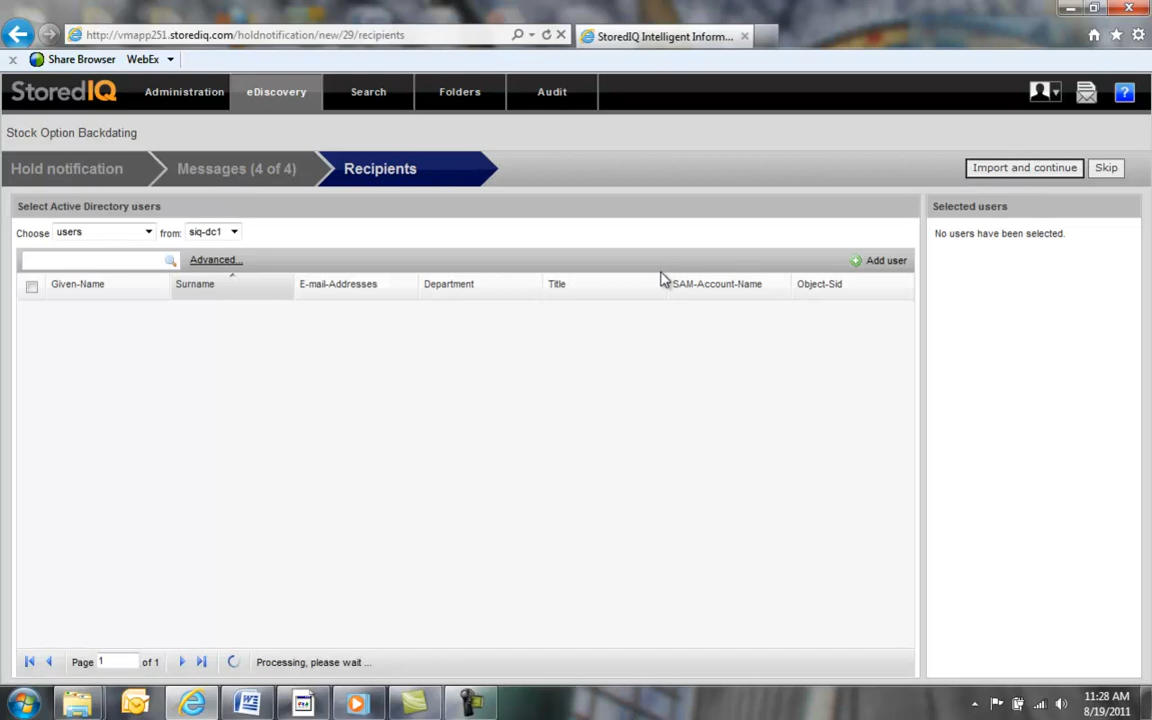 http://vmapp251.storediq.com/holdnotification/new/29/recipients
StoredIQ Intelligent Inform...
Share Browser WebEx
StoredIQ Administration eDiscovery Search Folders Audit
Stock Option Backdating
Hold notification Messages (4 of 4) Recipients Import and continue Skip
Select Active Directory users Selected users
Choose users from: siq-dc1 No users have been selected.
Advanced... Add user
Given-Name Surname E-mail-Addresses Department Title SAM-Account-Name Object-Sid
Page 1 of 1 Processing, please wait ...
11:28 AM
8/19/2011